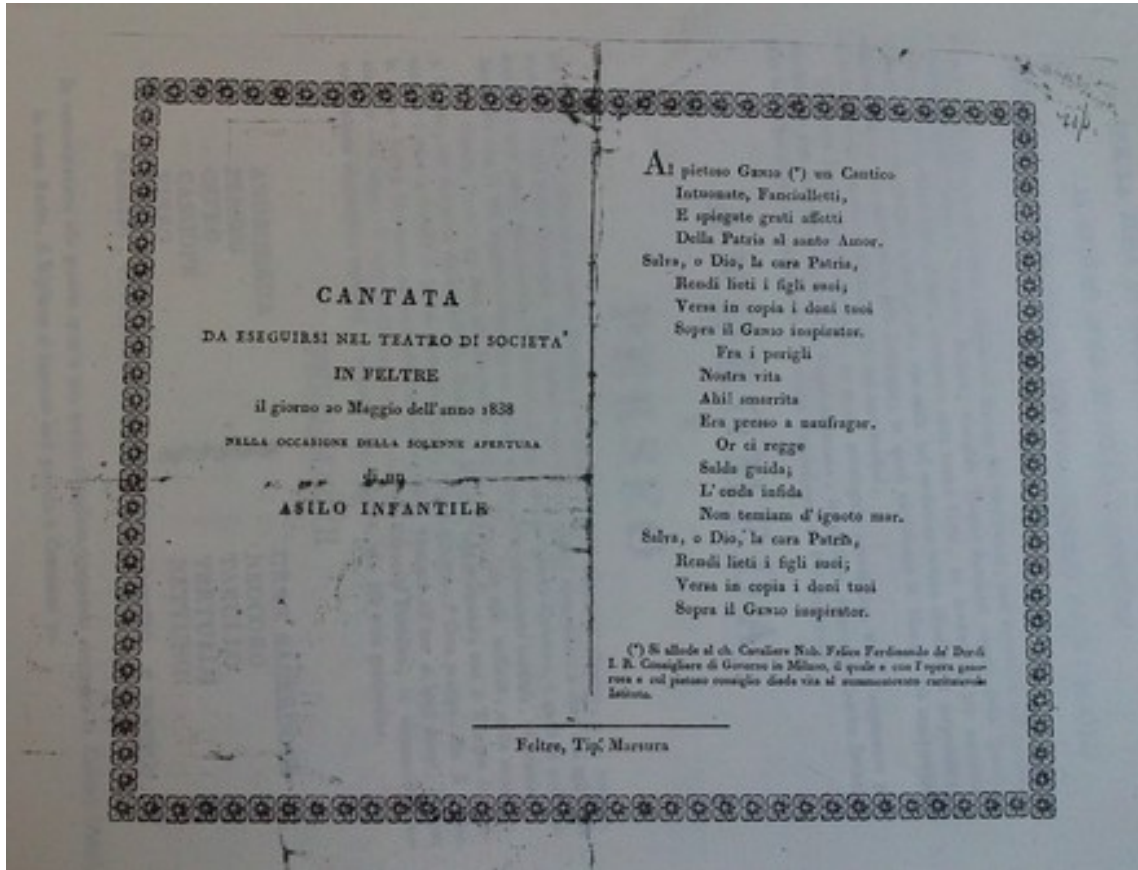 CANTATA
DA ESEGUIRSI NEL TEATRO DI SOCIETA'
IN FELTRE
il giorno 20 Maggio dell'anno 1838
NELLA OCCASIONE DELLA SOLENNE APERTURA
di un
ASILO INFANTILE
Al pietoso GENIO (*) un Cantico
Intuonate, Fanciulletti,
E spiegate grati affetti
Della Patria al santo Amor.
Salva, o Dio, la cara Patria,
Rendi lieti i figli suoi;
Versa in copia i doni tuoi
Sopra il GENIO inspirator.
Fra i perigli
Nostra vita
Ahi! smarrita
Era presso a naufragar.
Or ci regge
Salda guida;
L'onda infida
Non temiam d'ignoto mar.
Salva, o Dio, la cara Patria,
Rendi lieti i figli suoi;
Versa in copia i doni tuoi
Sopra il GENIO inspirator.
(*) Si allude al ch. Cavaliere Nob. Felice Ferdinando de'
I. R. Consigliere di Governo in Milano, il quale e con l'opera gene-
rosa e col pietoso consiglio diede vita al summentovato caritatevole
Istituto.
Feltre, Tip. Marsura